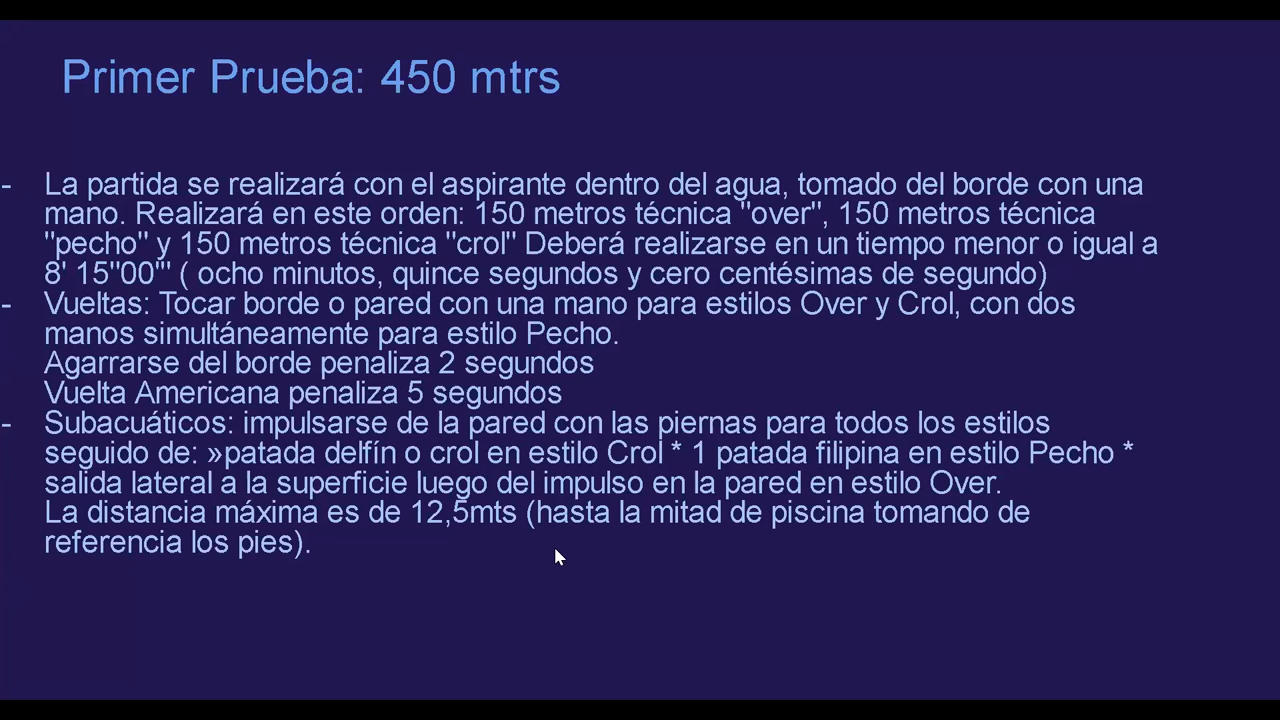 Primer Prueba: 450 mtrs
- La partida se realizará con el aspirante dentro del agua, tomado del borde con una
mano. Realizará en este orden: 150 metros técnica "over", 150 metros técnica
"pecho" y 150 metros técnica "crol" Deberá realizarse en un tiempo menor o igual a
8' 15"00"' ( ocho minutos, quince segundos y cero centésimas de segundo)
- Vueltas: Tocar borde o pared con una mano para estilos Over y Crol, con dos
manos simultáneamente para estilo Pecho.
Agarrarse del borde penaliza 2 segundos
Vuelta Americana penaliza 5 segundos
- Subacuáticos: impulsarse de la pared con las piernas para todos los estilos
seguido de: »patada delfín o crol en estilo Crol * 1 patada filipina en estilo Pecho *
salida lateral a la superficie luego del impulso en la pared en estilo Over.
La distancia máxima es de 12,5mts (hasta la mitad de piscina tomando de
referencia los pies).